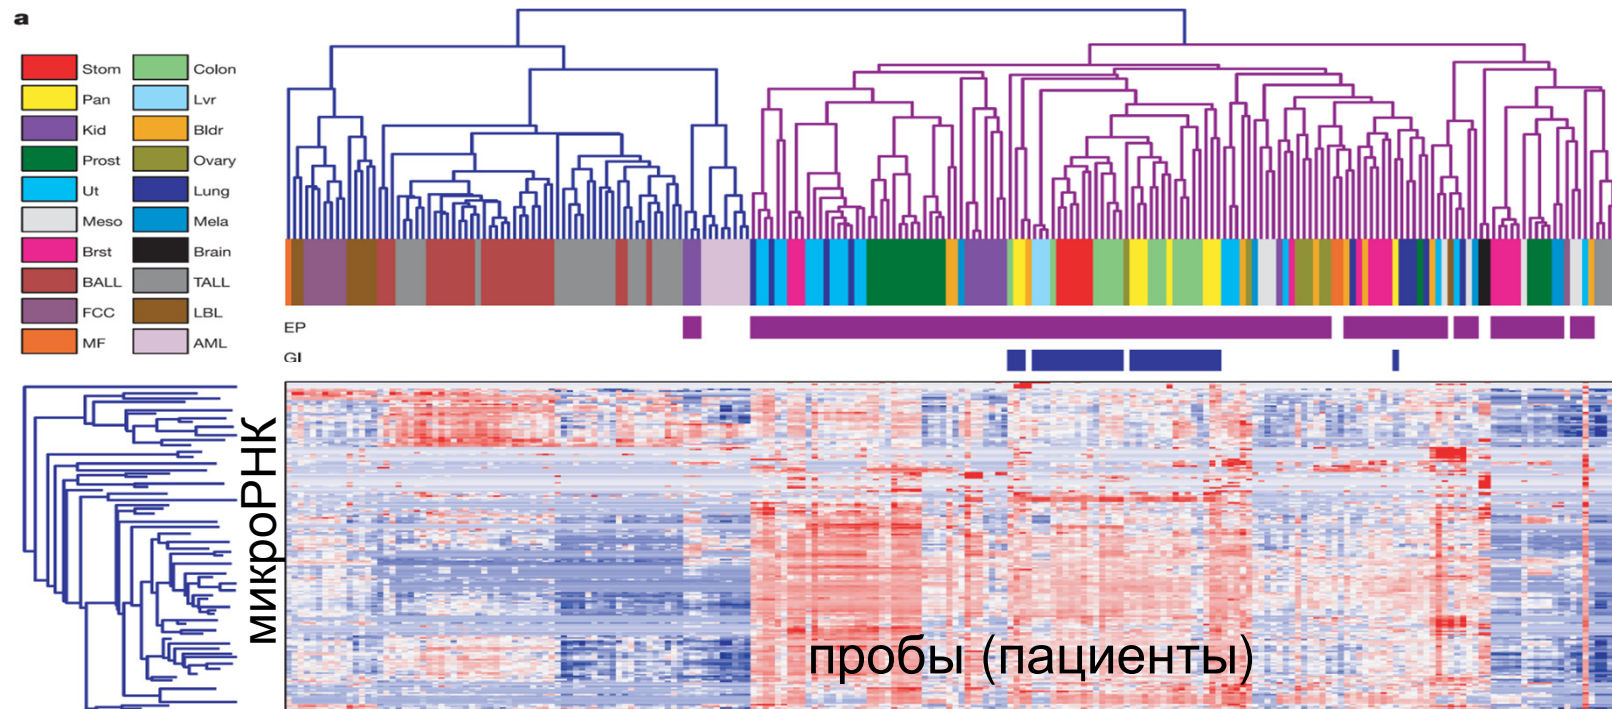 a
Stom Colon
Pan Lvr
Kid Bldr
Prost Ovary
Ut Lung
Meso Mela
Brst Brain
BALL TALL
FCC LBL
MF AML
EP
GI
микроРНК
пробы (пациенты)